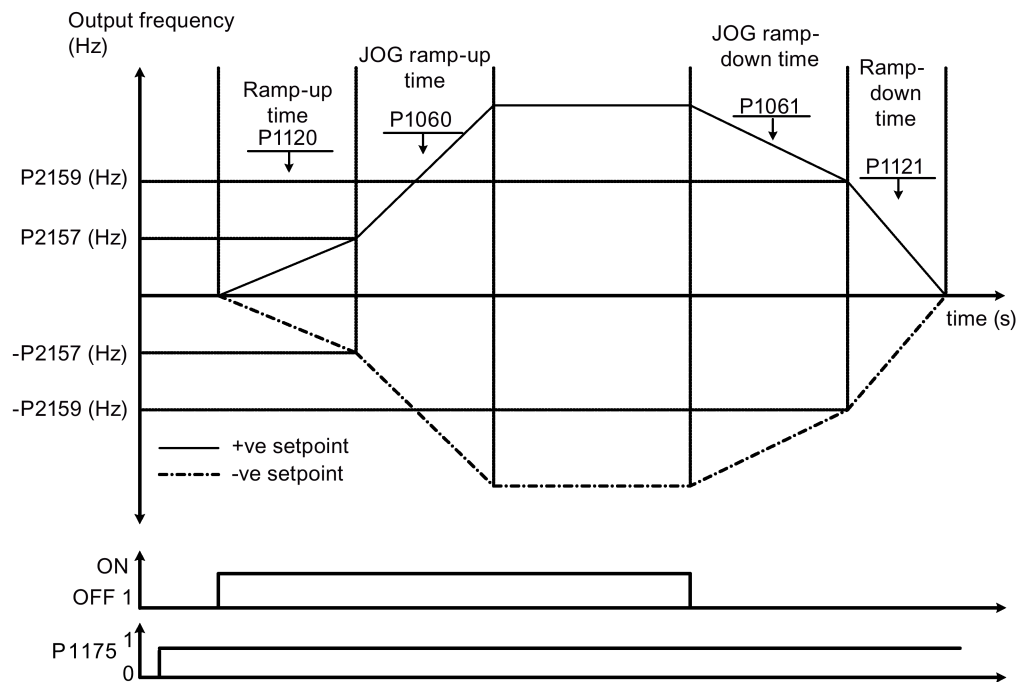 Output frequency
(Hz)
JOG ramp-up
time
JOG ramp-
down time
Ramp-
down
time
Ramp-up
time
P1120
P1060
P1061
P1121
P2159 (Hz)
P2157 (Hz)
time (s)
-P2157 (Hz)
-P2159 (Hz)
+ve setpoint
-ve setpoint
ON
OFF 1
P1175 1
0